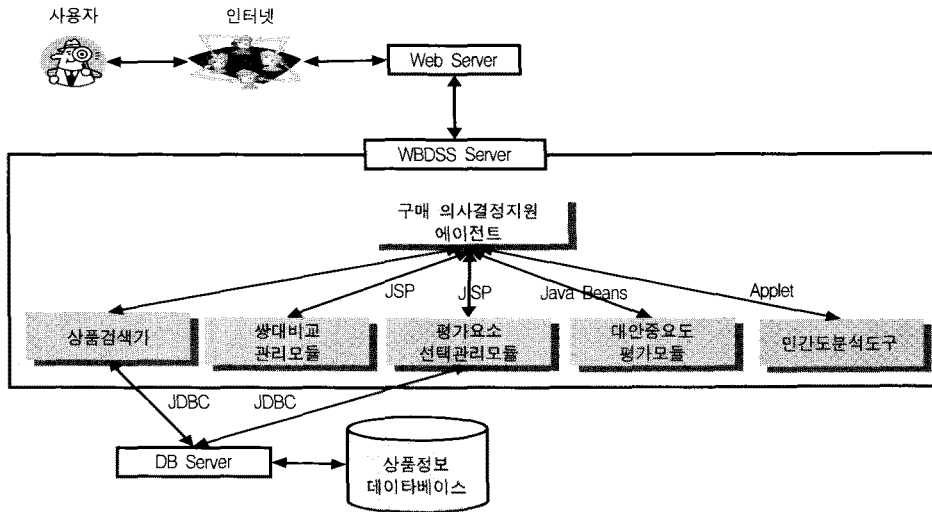 사용자
인터넷
Web Server
WBDSS Server
구매 의사결정지원
에이전트
JSP
JSP
Java Beans
Applet
상품검색기
쌍대비교
관리모듈
평가요소
선택관리모듈
대안중요도
평가모듈
민간도분석도구
JDBC
JDBC
DB Server
상품정보
데이타베이스